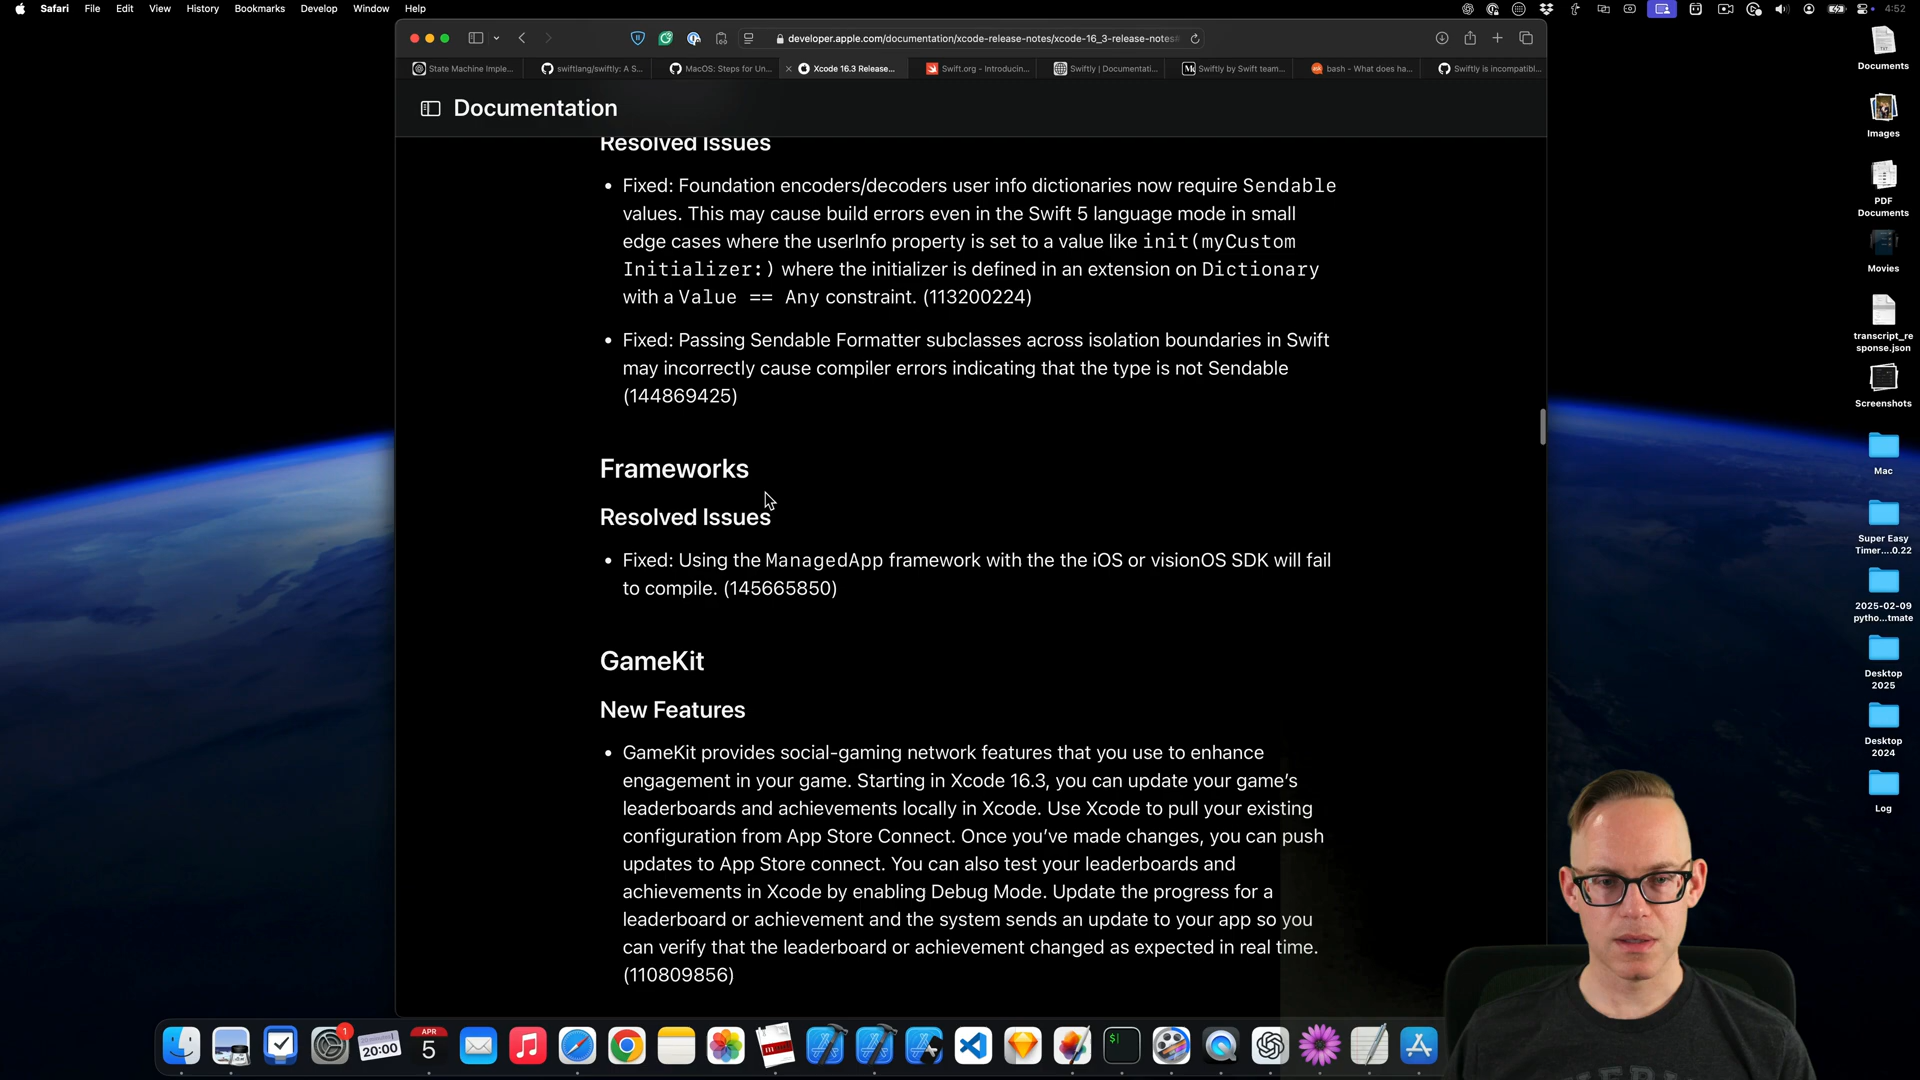 Safari File Edit View History Bookmarks Develop Window Help
4:52
developer.apple.com/documentation/xcode-release-notes/xcode-16_3-release-notes
State Machine Imple...
swiftlang/swiftly: A S...
MacOS: Steps for Un...
Xcode 16.3 Release...
Swift.org - Introducin...
Swiftly | Documentati...
Swiftly by Swift team...
bash - What does ha...
Swiftly is incompatibl...
Documentation
Resolved Issues
• Fixed: Foundation encoders/decoders user info dictionaries now require Sendable
values. This may cause build errors even in the Swift 5 language mode in small
edge cases where the userInfo property is set to a value like init(myCustom
Initializer:) where the initializer is defined in an extension on Dictionary
with a Value == Any constraint. (113200224)
• Fixed: Passing Sendable Formatter subclasses across isolation boundaries in Swift
may incorrectly cause compiler errors indicating that the type is not Sendable
(144869425)
Frameworks
Resolved Issues
• Fixed: Using the ManagedApp framework with the the iOS or visionOS SDK will fail
to compile. (145665850)
GameKit
New Features
• GameKit provides social-gaming network features that you use to enhance
engagement in your game. Starting in Xcode 16.3, you can update your game's
leaderboards and achievements locally in Xcode. Use Xcode to pull your existing
configuration from App Store Connect. Once you've made changes, you can push
updates to App Store connect. You can also test your leaderboards and
achievements in Xcode by enabling Debug Mode. Update the progress for a
leaderboard or achievement and the system sends an update to your app so you
can verify that the leaderboard or achievement changed as expected in real time.
(110809856)
Documents
Images
PDF
Documents
Movies
transcript_re
sponse.json
Screenshots
Mac
Super Easy
Timer....0.22
2025-02-09
pytho...tmate
Desktop
2025
Desktop
2024
Log
1
20:00
APR
5